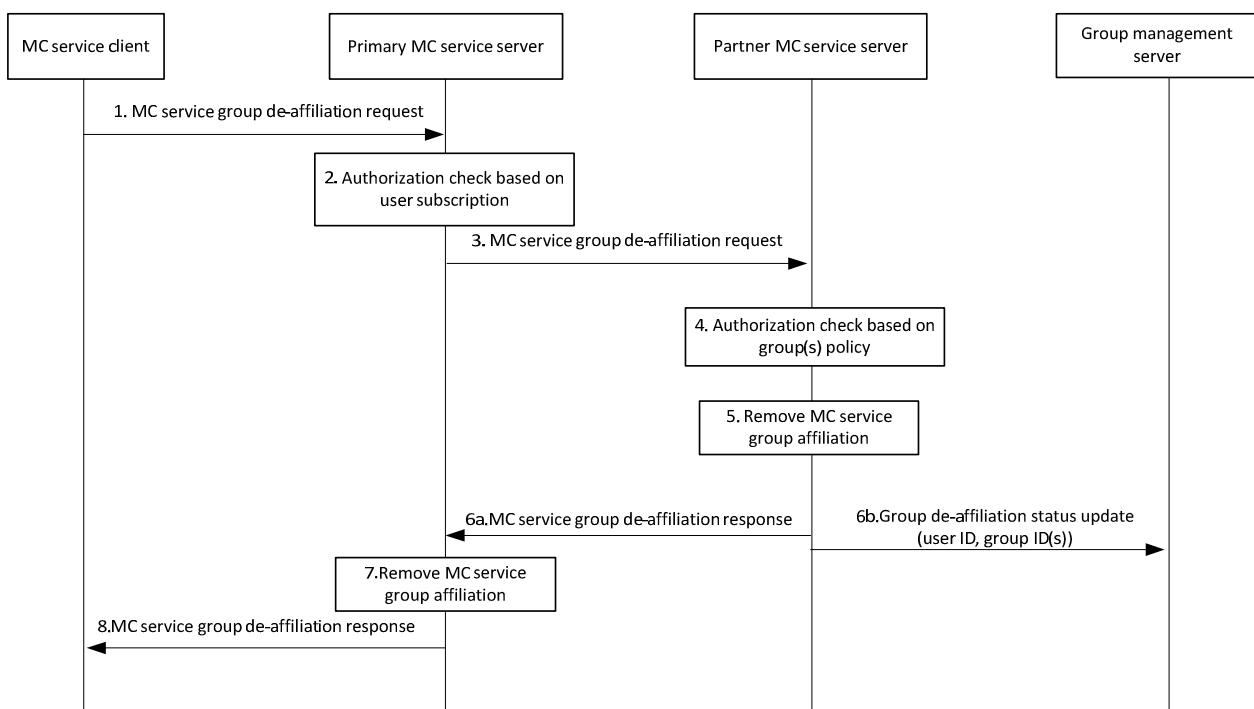 MC service client
Primary MC service server
Partner MC service server
Group management
server
1. MC service group de-affiliation request
2. Authorization check based on
user subscription
3. MC service group de-affiliation request
4. Authorization check based on
group(s) policy
5. Remove MC service
group affiliation
6a.MC service group de-affiliation response
6b.Group de-affiliation status update
(user ID, group ID(s))
7.Remove MC service
group affiliation
8.MC service group de-affiliation response